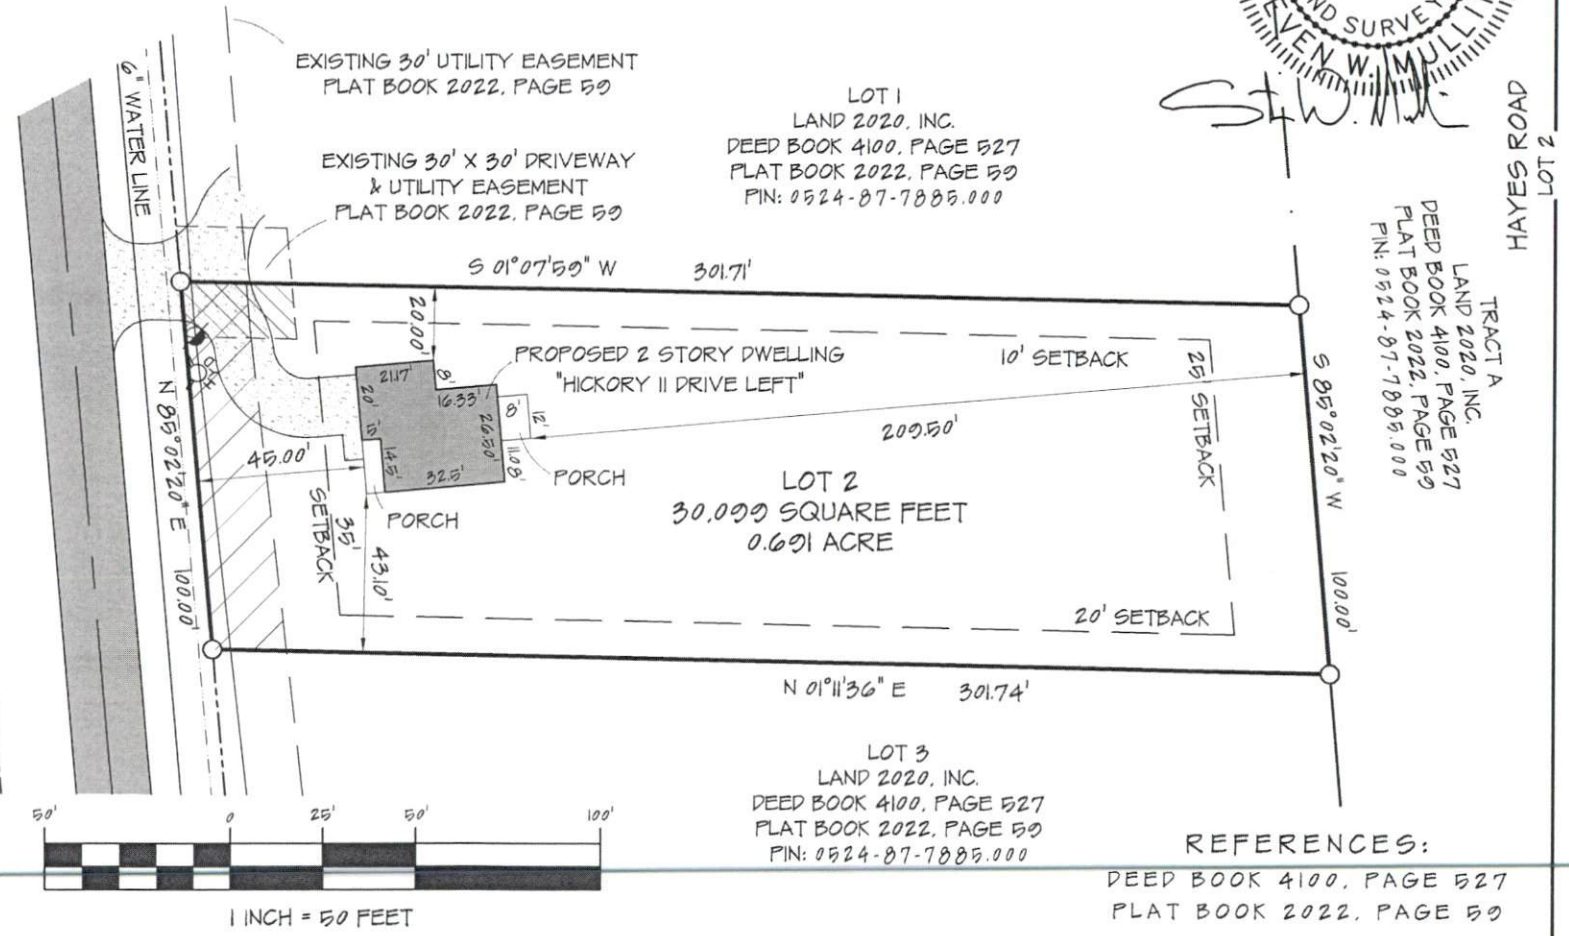 ND SURVEY
EVEN W. MULLI
EXISTING 30' UTILITY EASEMENT
PLAT BOOK 2022, PAGE 59
6" WATER LINE
EXISTING 30' X 30' DRIVEWAY
& UTILITY EASEMENT
PLAT BOOK 2022, PAGE 59
LOT 1
LAND 2020, INC.
DEED BOOK 4100, PAGE 527
PLAT BOOK 2022, PAGE 59
PIN: 0524-87-7885.000
HAYES ROAD
LOT 2
TRACT A
LAND 2020, INC.
DEED BOOK 4100, PAGE 527
PLAT BOOK 2022, PAGE 59
PIN: 0524-87-7885.000
S 01°07'59" W 301.71'
20.00'
PROPOSED 2 STORY DWELLING
"HICKORY II DRIVE LEFT"
10' SETBACK
25' SETBACK
S 85°02'20" W 100.00'
21.17'
8'
20'
16.33'
8'
12'
5'
26.50'
14.5'
11.08'
32.5'
209.50'
45.00'
PORCH
PORCH
N 85°02'20" E 100.00'
35'
SETBACK
43.10'
LOT 2
30,099 SQUARE FEET
0.691 ACRE
20' SETBACK
N 01°11'36" E 301.74'
LOT 3
LAND 2020, INC.
DEED BOOK 4100, PAGE 527
PLAT BOOK 2022, PAGE 59
PIN: 0524-87-7885.000
50' 0 25' 50' 100'
1 INCH = 50 FEET
REFERENCES:
DEED BOOK 4100, PAGE 527
PLAT BOOK 2022, PAGE 59